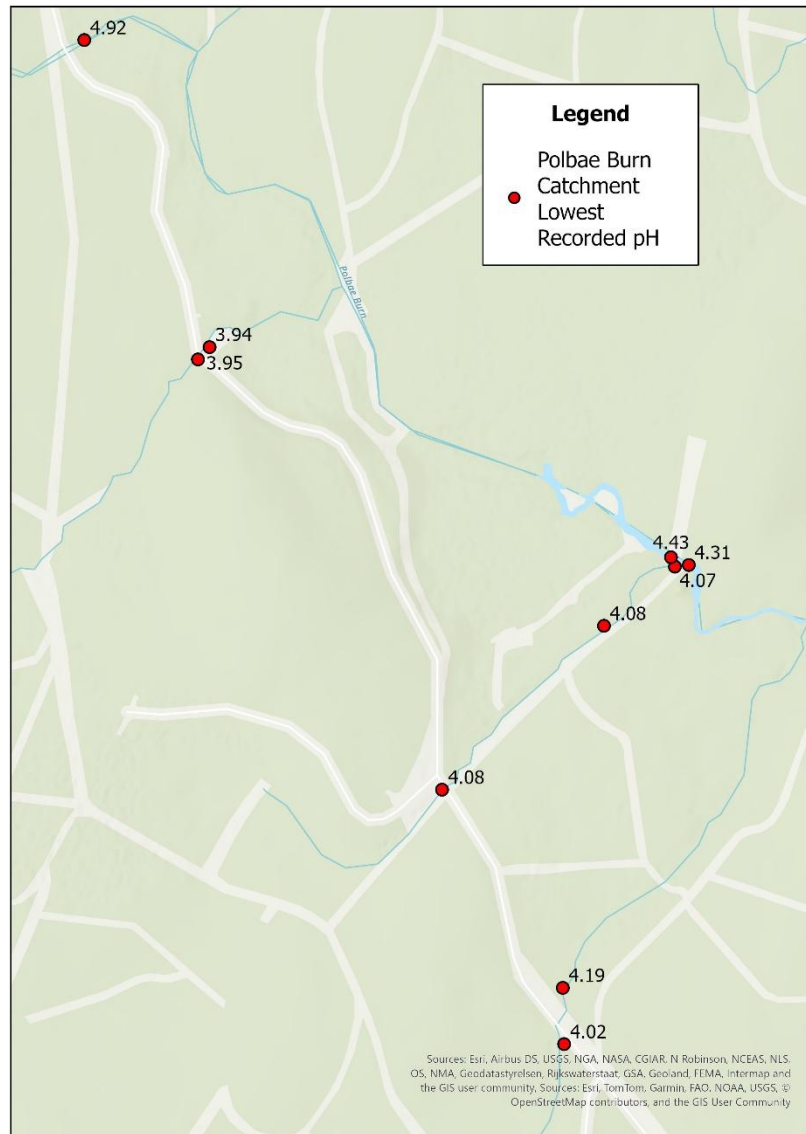 4.92
Legend
Polbae Burn
Catchment
Lowest
Recorded pH
Polbae Burn
3.94
3.95
4.43
4.31
4.07
4.08
4.08
4.19
4.02
Sources: Esri, Airbus DS, USGS, NGA, NASA, CGIAR, N Robinson, NCEAS, NLS,
OS, NMA, Geodatastyrelsen, Rijkswaterstaat, GSA, Geoland, FEMA, Intermap and
the GIS user community, Sources: Esri, TomTom, Garmin, FAO, NOAA, USGS, ©
OpenStreetMap contributors, and the GIS User Community